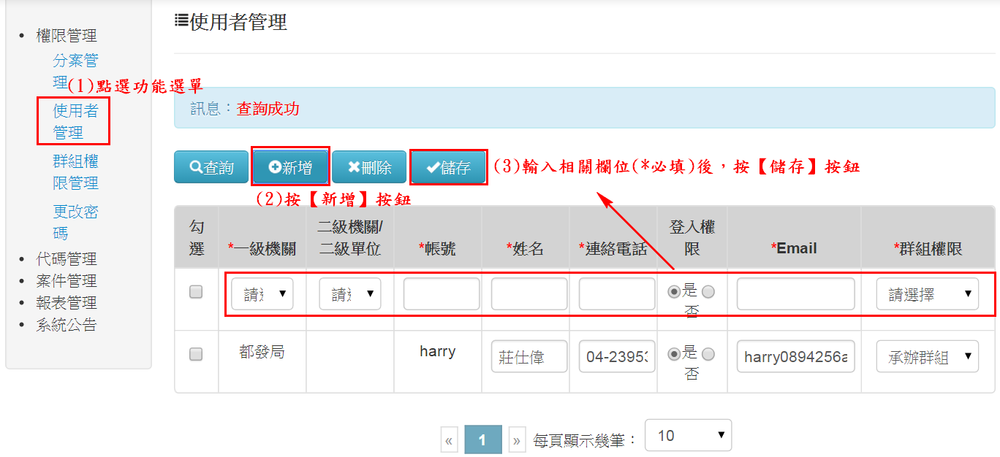 使用者管理
權限管理
分案管
理
(1)點選功能選單
使用者
管理
群組權
限管理
更改密
碼
代碼管理
案件管理
報表管理
系統公告
訊息：查詢成功
查詢 新增 刪除 儲存
(3)輸入相關欄位(*必填)後，按【儲存】按鈕
(2)按【新增】按鈕
勾
選
*一級機關
二級機關/
二級單位
*帳號
*姓名
*連絡電話
登入權
限
*Email
*群組權限
請 請 是 請選擇
否
都發局 harry 莊仕偉 04-2395 是 harry0894256a 承辦群組
否
« 1 » 每頁顯示幾筆： 10